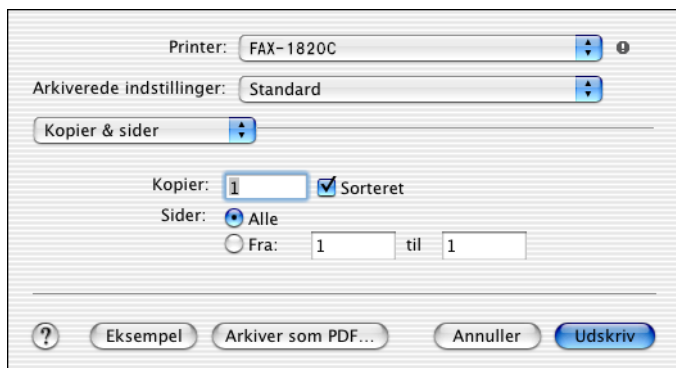 Printer: FAX-1820C
Arkiverede indstillinger: Standard
Kopier & sider
Kopier: 1 Sorteret
Sider: Alle
Fra: 1 til 1
? Eksempel Arkiver som PDF... Annuller Udskriv